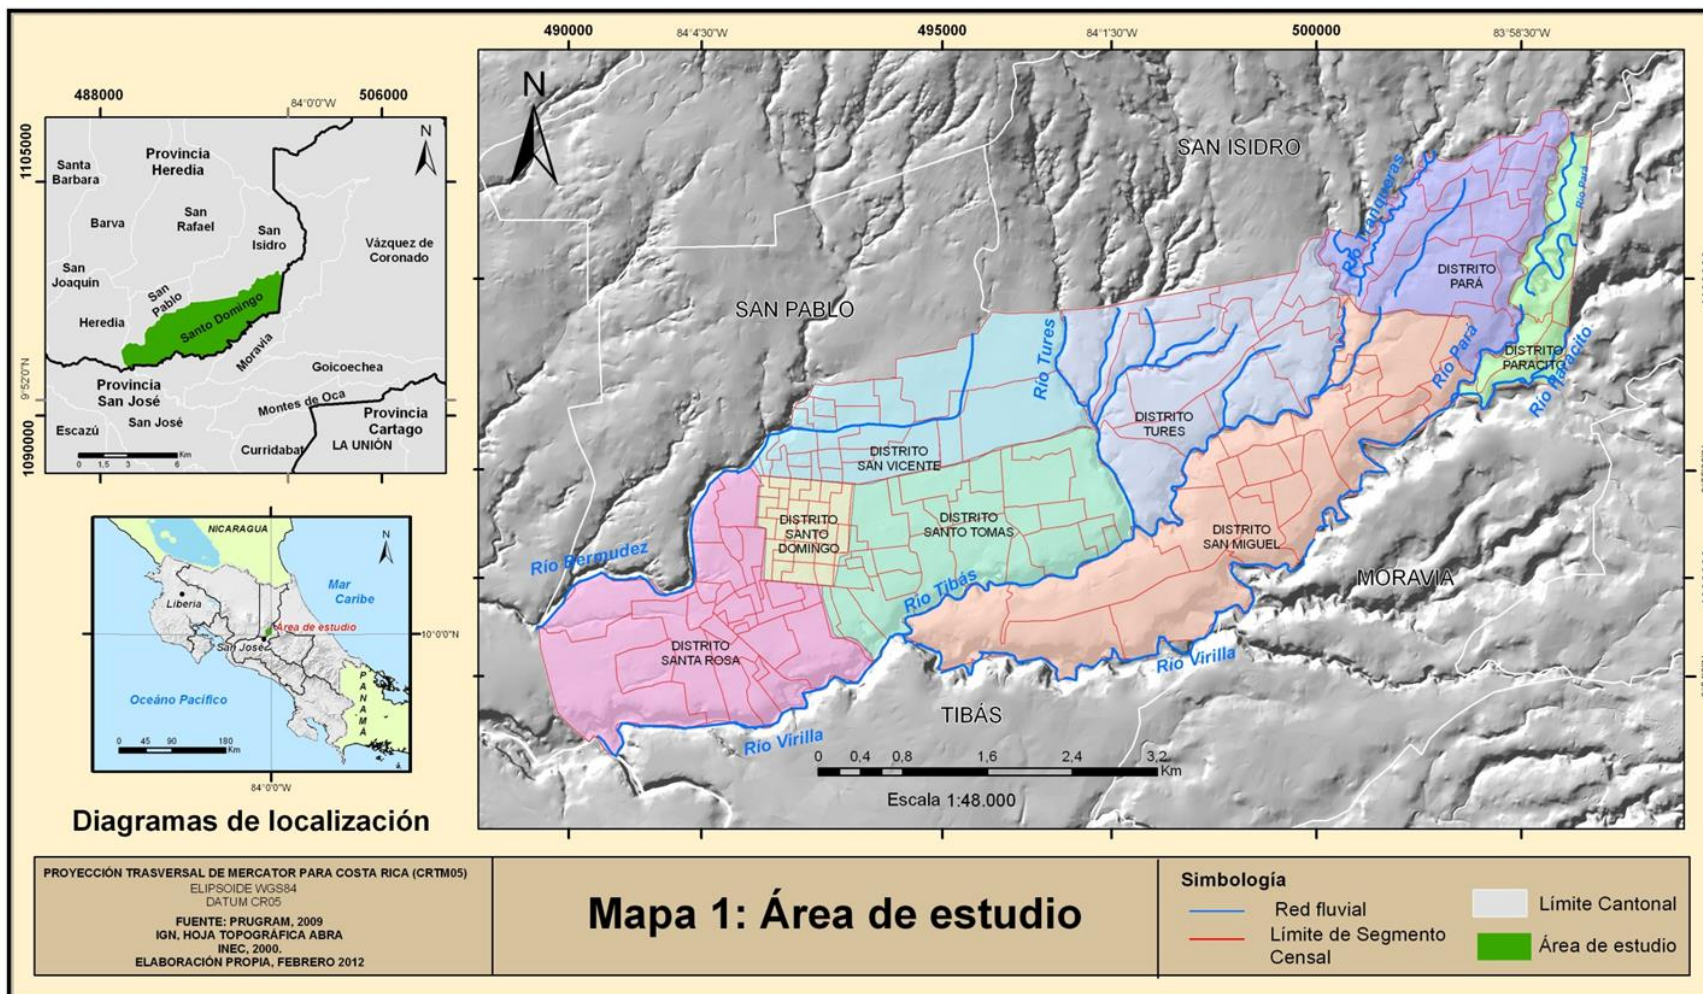 488000
84°0'0"W
506000
1105000
1090000
9°52'0"N
N
Santa
Barbara
Provincia
Heredia
Barva
San
Rafael
San
Isidro
Vázquez de
Coronado
San
Joaquín
San
Pablo
Heredia
Santo Domingo
Moravia
Goicoechea
Provincia
San José
Montes de Oca
Provincia
Cartago
Escazú
San José
Curridabat
LA UNIÓN
0 1,5 3 6
Km
NICARAGUA
N
Mar
Caribe
Liberia
Área de estudio
San José
10°0'0"N
Océano Pacífico
PANAMÁ
0 45 90 180
Km
84°0'0"W
Diagramas de localización
490000
84°4'30"W
495000
84°1'30"W
500000
83°58'30"W
N
SAN ISIDRO
Río Tranqueras
Río Pará
DISTRITO
PARÁ
SAN PABLO
Río Tures
Río Pará
DISTRITO
PARACITO
Río Paracito
DISTRITO
TURES
DISTRITO
SAN VICENTE
DISTRITO
SANTO
DOMINGO
DISTRITO
SANTO TOMAS
DISTRITO
SAN MIGUEL
Río Bermudez
Río Tibás
MORAVIA
DISTRITO
SANTA ROSA
Río Virilla
TIBÁS
Río Virilla
0 0,4 0,8 1,6 2,4 3,2
Km
Escala 1:48.000
PROYECCIÓN TRASVERSAL DE MERCATOR PARA COSTA RICA (CRTM05)
ELIPSOIDE WGS84
DATUM CR05
FUENTE: PRUGRAM, 2009
IGN, HOJA TOPOGRÁFICA ABRA
INEC, 2000.
ELABORACIÓN PROPIA, FEBRERO 2012
Mapa 1: Área de estudio
Simbología
Red fluvial
Límite de Segmento
Censal
Límite Cantonal
Área de estudio